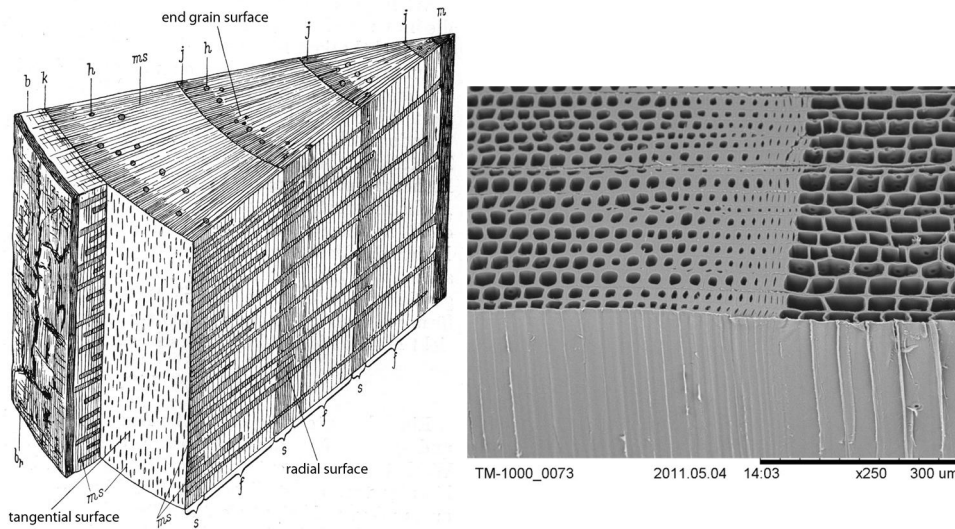 end grain surface
b k h ms j h j j m
br
ms
tangential surface
ms
s f s f s f
radial surface
TM-1000_0073 2011.05.04 14:03 x250 300 um